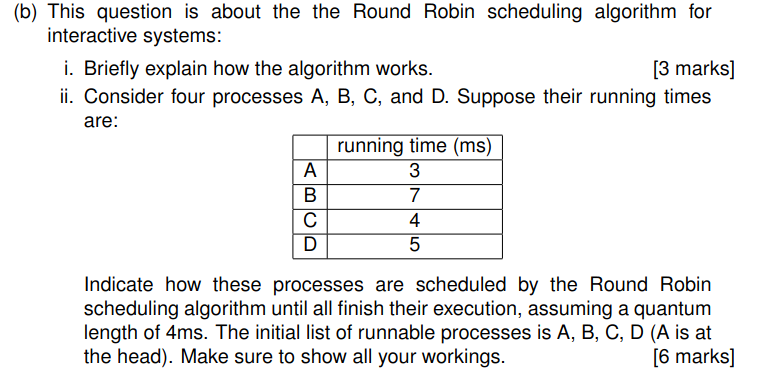 (b) This question is about the the Round Robin scheduling algorithm for
interactive systems:
i. Briefly explain how the algorithm works. [3 marks]
ii. Consider four processes A, B, C, and D. Suppose their running times
are:
running time (ms)
A 3
B 7
C 4
D 5
Indicate how these processes are scheduled by the Round Robin
scheduling algorithm until all finish their execution, assuming a quantum
length of 4ms. The initial list of runnable processes is A, B, C, D (A is at
the head). Make sure to show all your workings. [6 marks]